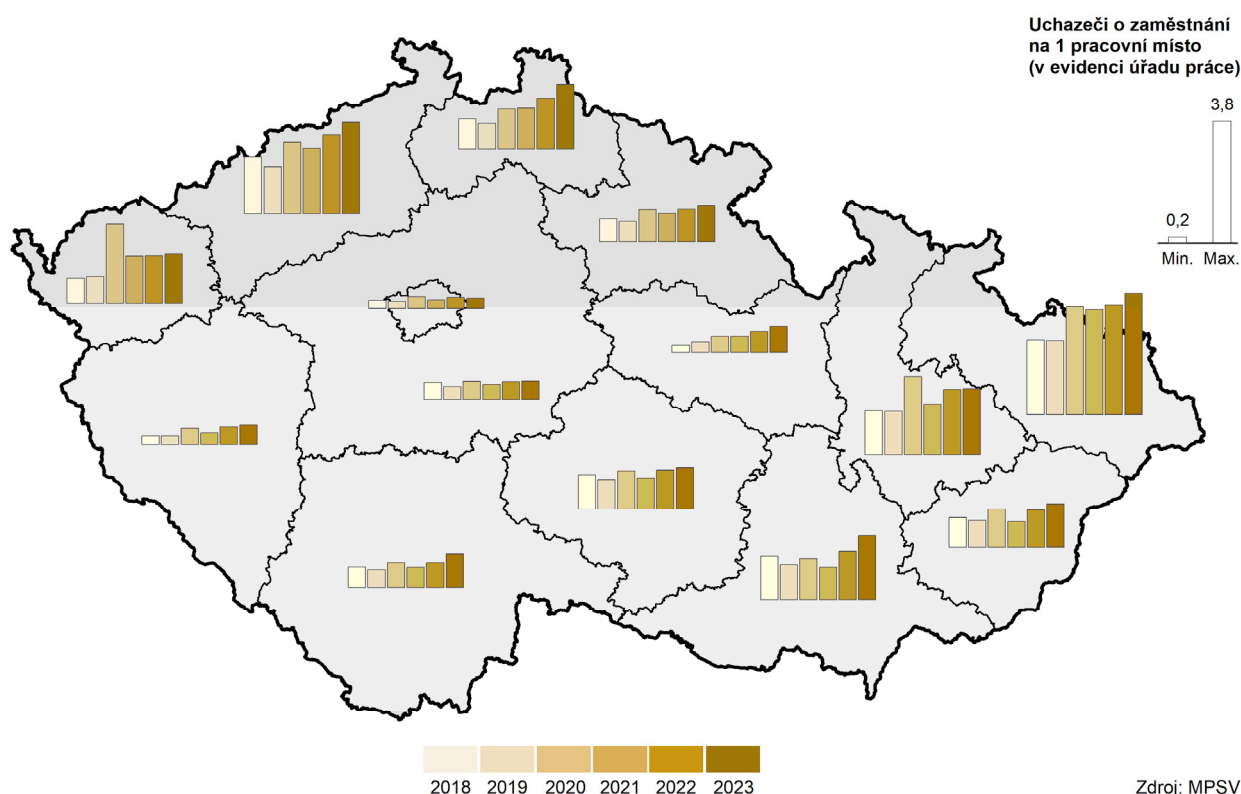 Uchazeči o zaměstnání
na 1 pracovní místo
(v evidenci úřadu práce)
3,8
0,2
Min. Max.
2018 2019 2020 2021 2022 2023
Zdroj: MPSV